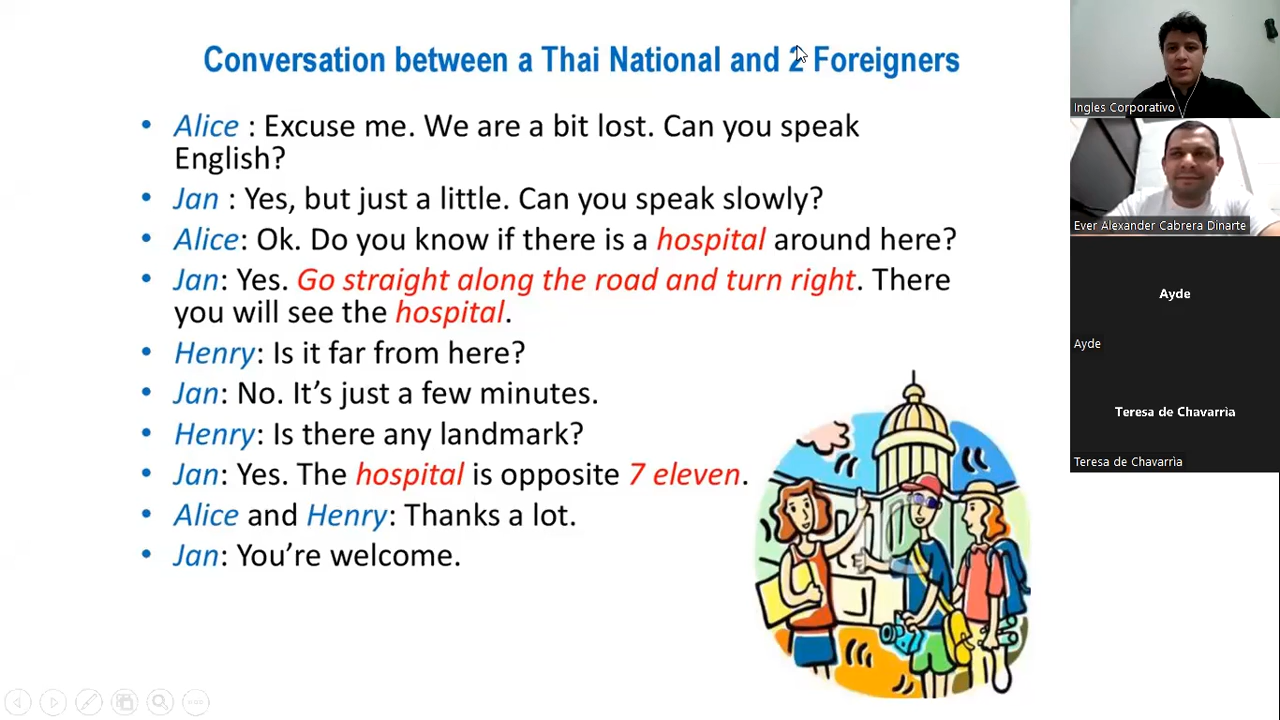 Conversation between a Thai National and 2 Foreigners
• Alice : Excuse me. We are a bit lost. Can you speak
English?
• Jan : Yes, but just a little. Can you speak slowly?
• Alice: Ok. Do you know if there is a hospital around here?
• Jan: Yes. Go straight along the road and turn right. There
you will see the hospital.
• Henry: Is it far from here?
• Jan: No. It’s just a few minutes.
• Henry: Is there any landmark?
• Jan: Yes. The hospital is opposite 7 eleven.
• Alice and Henry: Thanks a lot.
• Jan: You’re welcome.
Ingles Corporativo
Ever Alexander Cabrera Dinarte
Ayde
Ayde
Teresa de Chavarrìa
Teresa de Chavarrìa